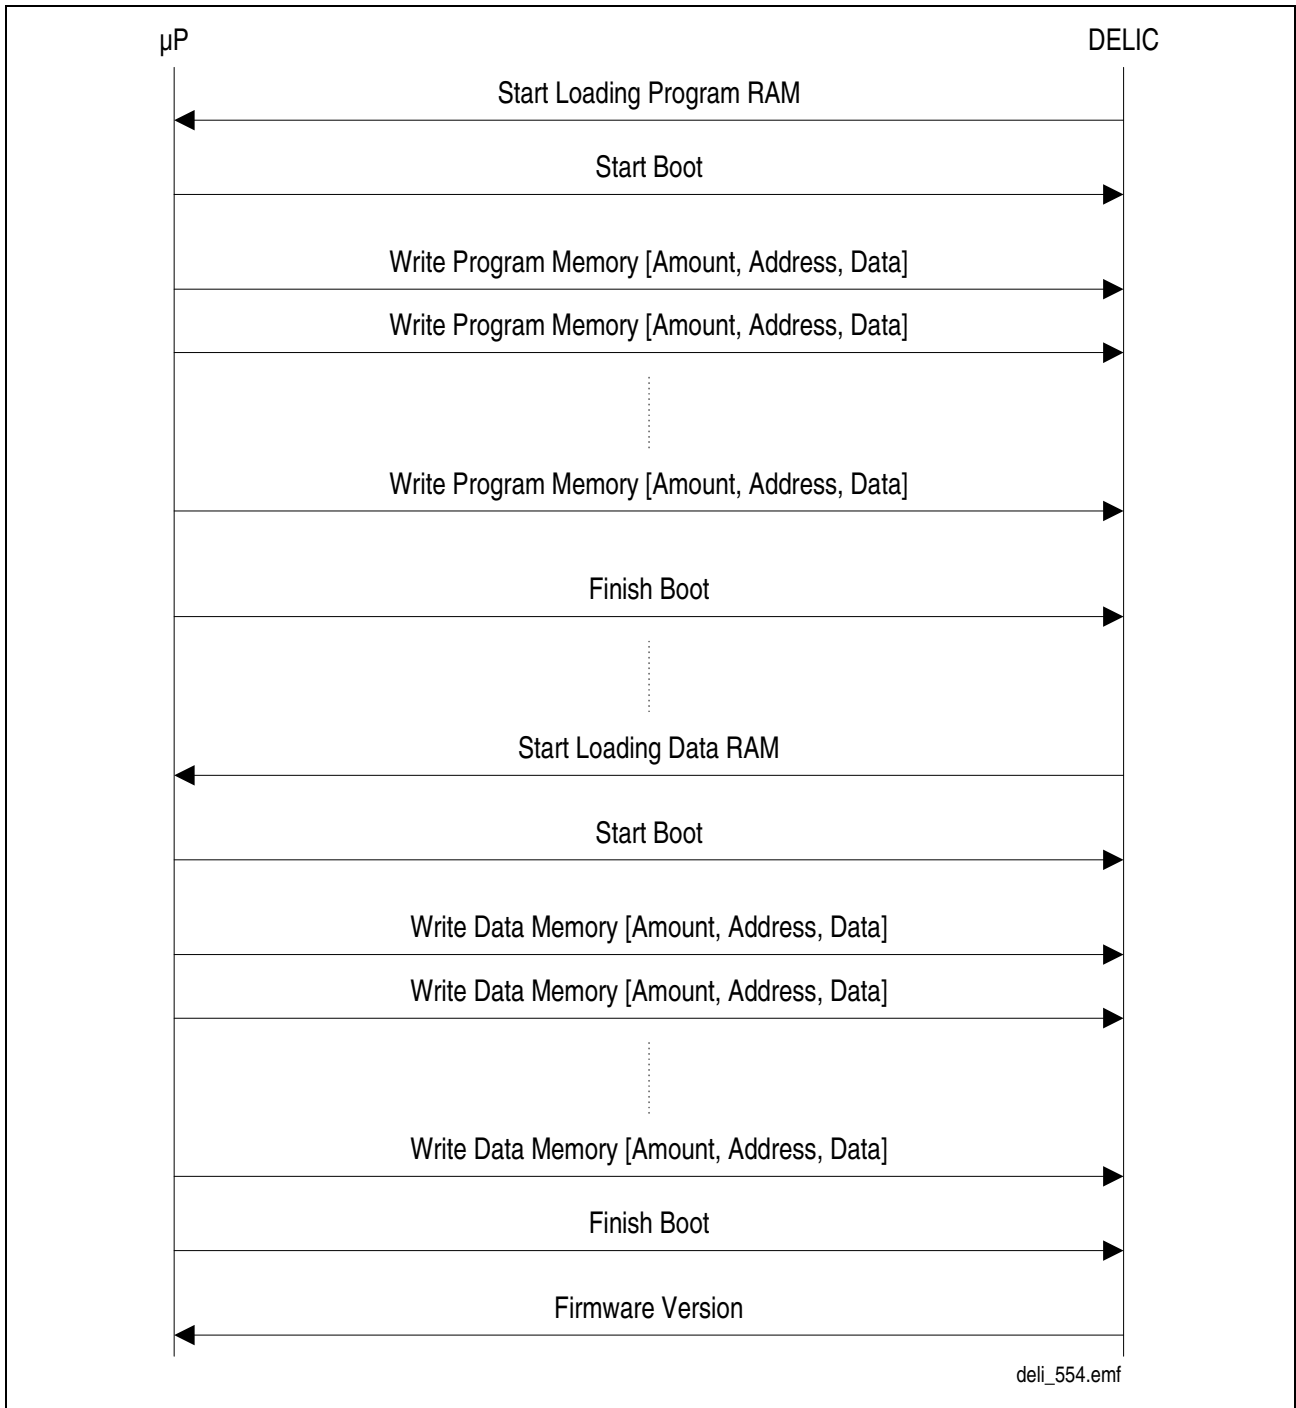 µP DELIC
Start Loading Program RAM
Start Boot
Write Program Memory [Amount, Address, Data]
Write Program Memory [Amount, Address, Data]
Write Program Memory [Amount, Address, Data]
Finish Boot
Start Loading Data RAM
Start Boot
Write Data Memory [Amount, Address, Data]
Write Data Memory [Amount, Address, Data]
Write Data Memory [Amount, Address, Data]
Finish Boot
Firmware Version
deli_554.emf